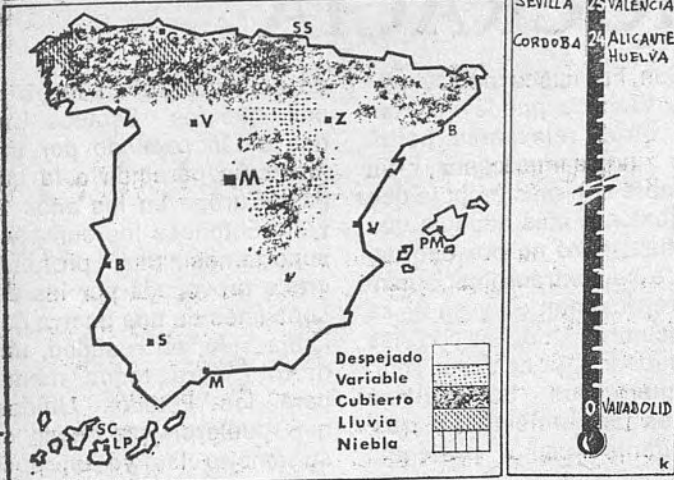 C
G
SS
V
Z
B
M
V
PM
B
S
M
SC
LP
Despejado
Variable
Cubierto
Lluvia
Niebla
SEVILLA 25 VALENCIA
CORDOBA 24 ALICANTE
HUELVA
0 VALLADOLID
k